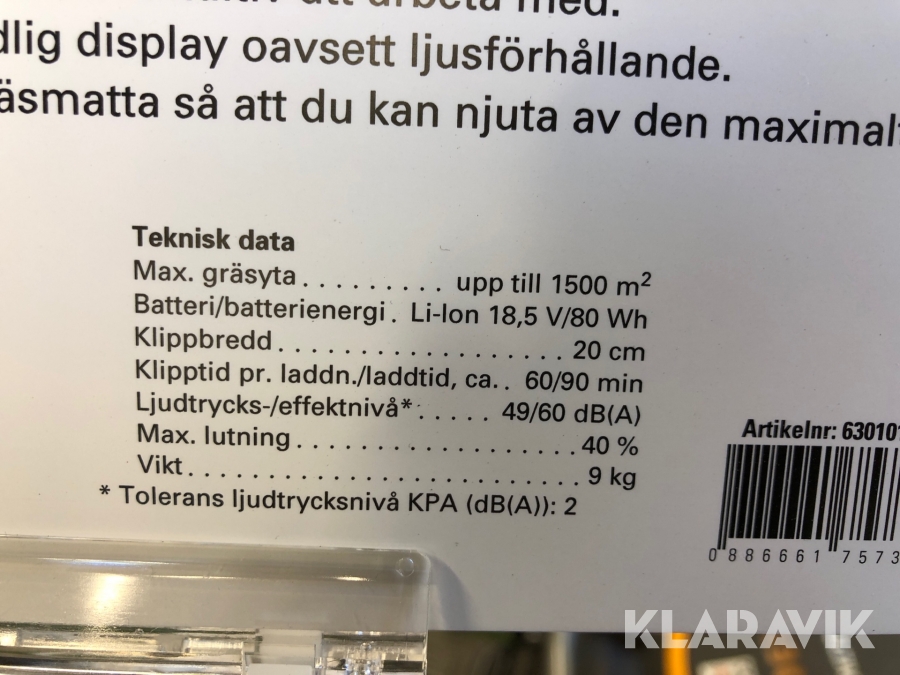 att arbeta med.
display oavsett ljusförhållande.
så att du kan njuta av den
Teknisk data
Max. gräsyta . . . . . . . . . upp till 1500 m²
Batteri/batterienergi . Li-Ion 18,5 V/80 Wh
Klippbredd . . . . . . . . . . . . . . . . . . 20 cm
Klipptid pr. laddn./laddtid, ca. . 60/90 min
Ljudtrycks-/effektnivå* . . . . . 49/60 dB(A)
Max. lutning . . . . . . . . . . . . . . . . . . 40 %
Vikt . . . . . . . . . . . . . . . . . . . . . . . . . 9 kg
* Tolerans ljudtrycksnivå KPA (dB(A)): 2
Artikelnr: 630101
0 886661 7573
KLARAVIK